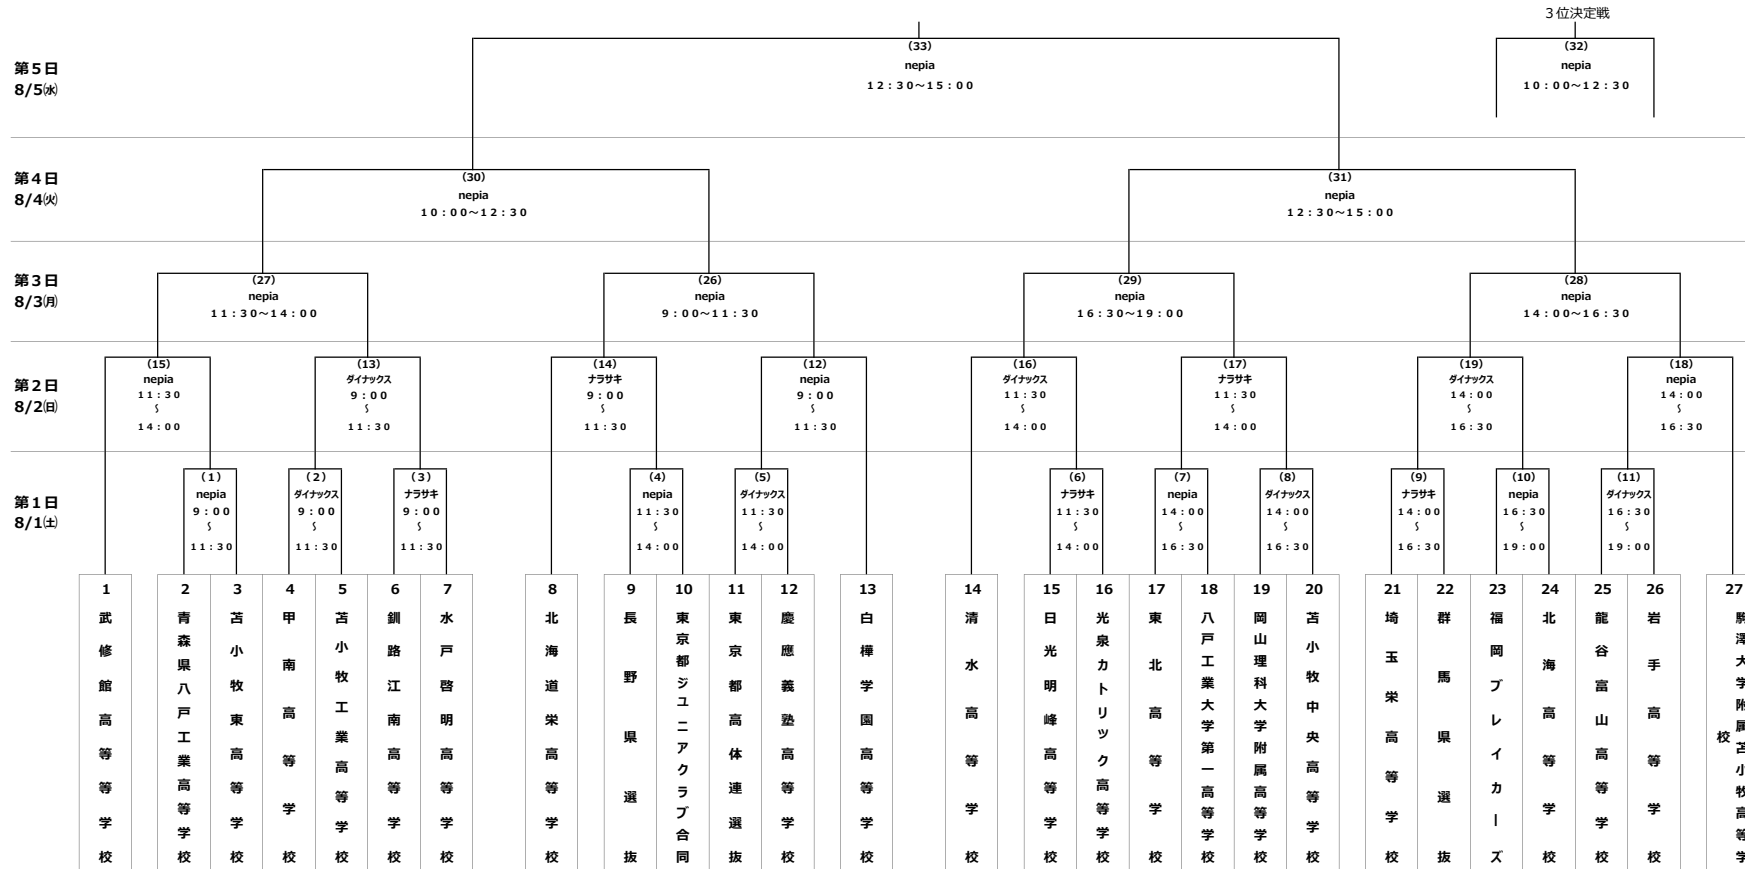 ３位決定戦
(33)
nepia
12：30～15：00
(32)
nepia
10：00～12：30
第５日
8/5㈬
第４日
8/4㈫
(30)
nepia
10：00～12：30
(31)
nepia
12：30～15：00
第３日
8/3㈪
(27)
nepia
11：30～14：00
(26)
nepia
9：00～11：30
(29)
nepia
16：30～19：00
(28)
nepia
14：00～16：30
第２日
8/2㈰
(15)
nepia
11：30
～
14：00
(13)
ダイナックス
9：00
～
11：30
(14)
ナラサキ
9：00
～
11：30
(12)
nepia
9：00
～
11：30
(16)
ダイナックス
11：30
～
14：00
(17)
ナラサキ
11：30
～
14：00
(19)
ダイナックス
14：00
～
16：30
(18)
nepia
14：00
～
16：30
第１日
8/1㈯
(1)
nepia
9：00
～
11：30
(2)
ダイナックス
9：00
～
11：30
(3)
ナラサキ
9：00
～
11：30
(4)
nepia
11：30
～
14：00
(5)
ダイナックス
11：30
～
14：00
(6)
ナラサキ
11：30
～
14：00
(7)
nepia
14：00
～
16：30
(8)
ダイナックス
14：00
～
16：30
(9)
ナラサキ
14：00
～
16：30
(10)
nepia
16：30
～
19：00
(11)
ダイナックス
16：30
～
19：00
1
武修館高等学校
2
青森県八戸工業高等学校
3
苫小牧東高等学校
4
甲南高等学校
5
苫小牧工業高等学校
6
釧路江南高等学校
7
水戸啓明高等学校
8
北海道栄高等学校
9
長野県選抜
10
東京都ジュニアクラブ合同
11
東京都高体連選抜
12
慶應義塾高等学校
13
白樺学園高等学校
14
清水高等学校
15
日光明峰高等学校
16
光泉カトリック高等学校
17
東北高等学校
18
八戸工業大学第一高等学校
19
岡山理科大学附属高等学校
20
苫小牧中央高等学校
21
埼玉栄高等学校
22
群馬県選抜
23
福岡ブレイカーズ
24
北海高等学校
25
龍谷富山高等学校
26
岩手高等学校
27
駒澤大学附属苫小牧高等学
校